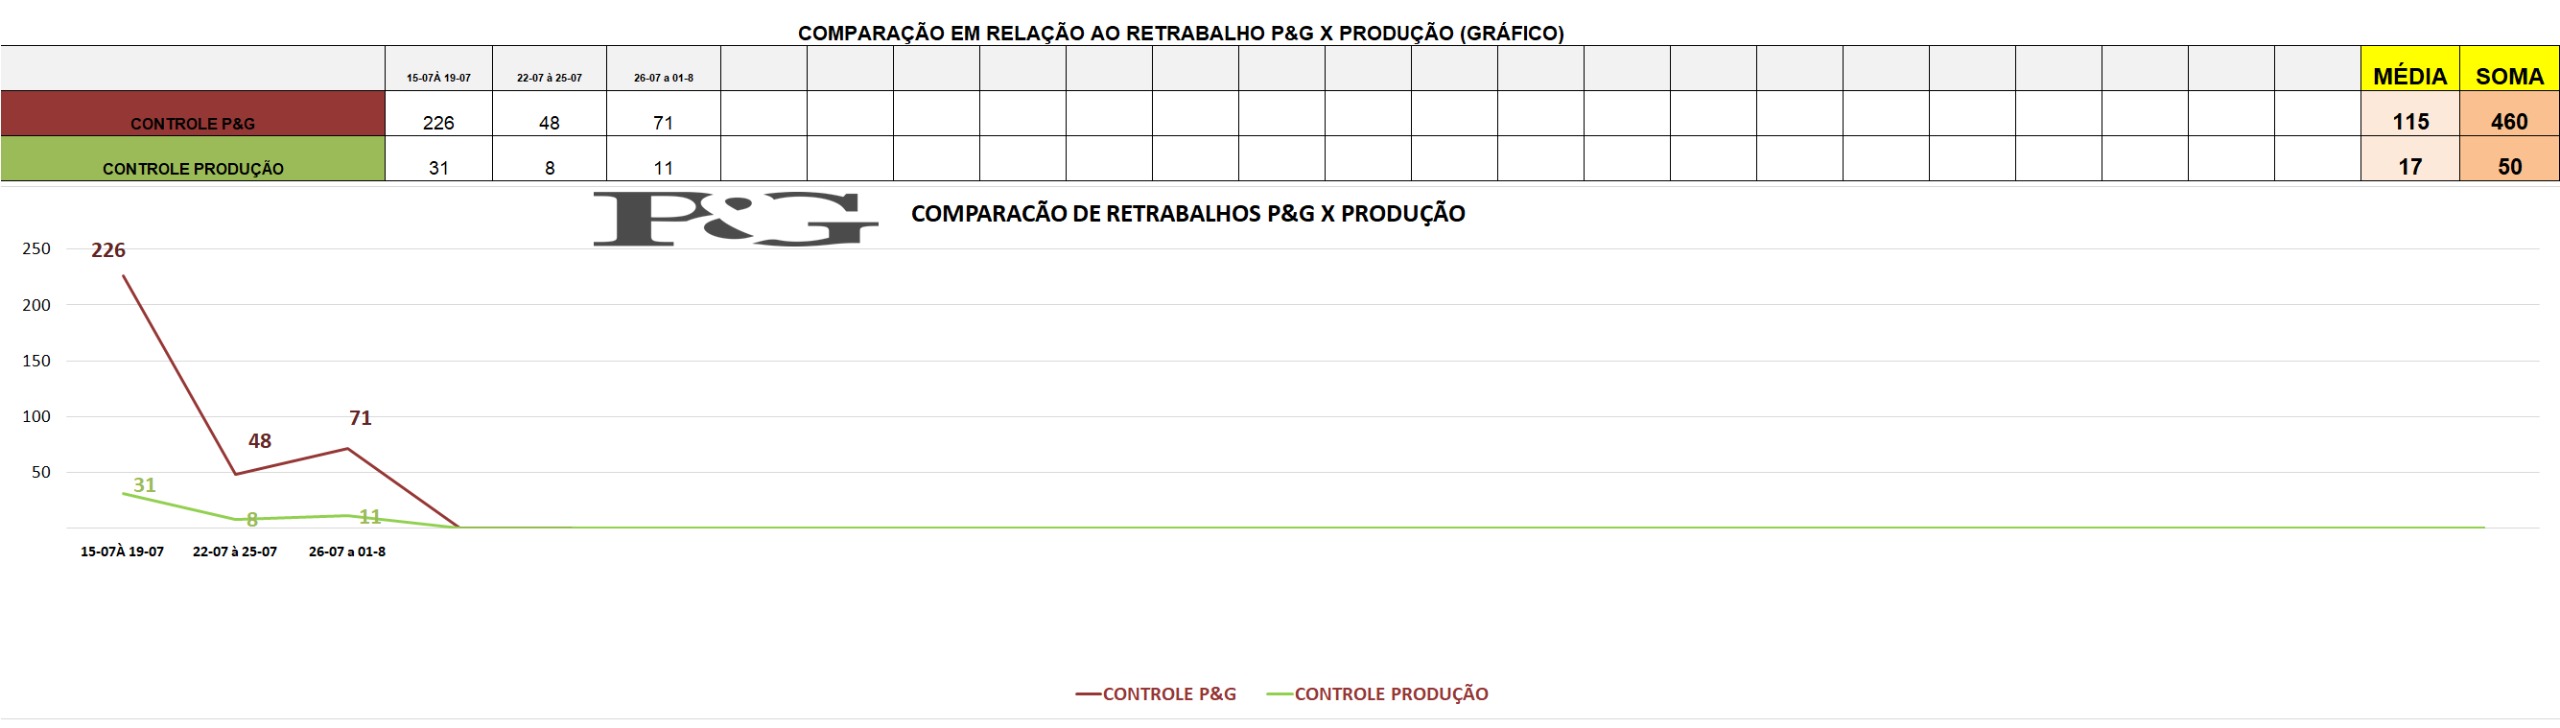 COMPARAÇÃO EM RELAÇÃO AO RETRABALHO P&G X PRODUÇÃO (GRÁFICO)
15-07À 19-07 22-07 à 25-07 26-07 a 01-8 MÉDIA SOMA
CONTROLE P&G 226 48 71 115 460
CONTROLE PRODUÇÃO 31 8 11 17 50
P&G COMPARACÃO DE RETRABALHOS P&G X PRODUÇÃO
250
226
200
150
100
71
48
50
31
8
11
15-07À 19-07 22-07 à 25-07 26-07 a 01-8
CONTROLE P&G CONTROLE PRODUÇÃO